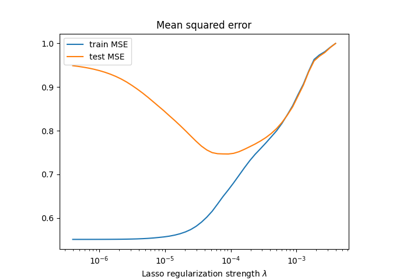 Mean squared error
train MSE
test MSE
1.0
0.9
0.8
0.7
0.6
10⁻⁶
10⁻⁵
10⁻⁴
10⁻³
Lasso regularization strength λ